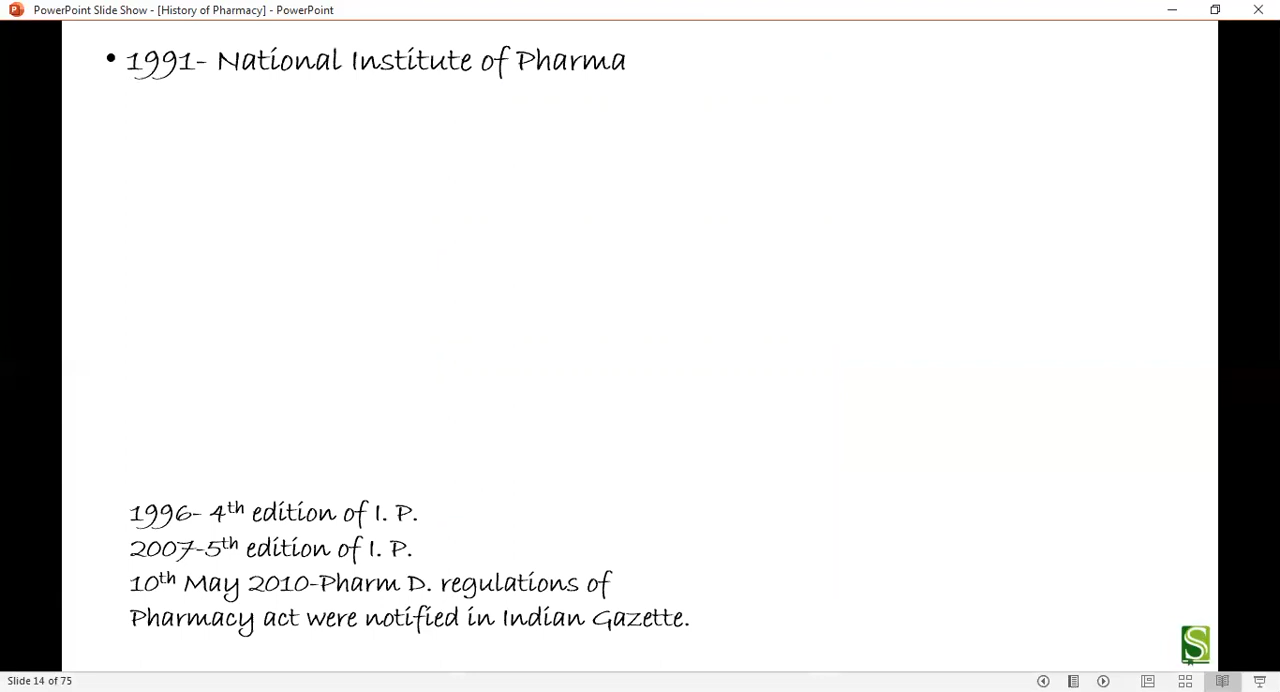 PowerPoint Slide Show - [History of Pharmacy] - PowerPoint
• 1991- National Institute of Pharma
1996- 4th edition of I. P.
2007-5th edition of I. P.
10th May 2010-Pharm D. regulations of
Pharmacy act were notified in Indian Gazette.
S
Slide 14 of 75